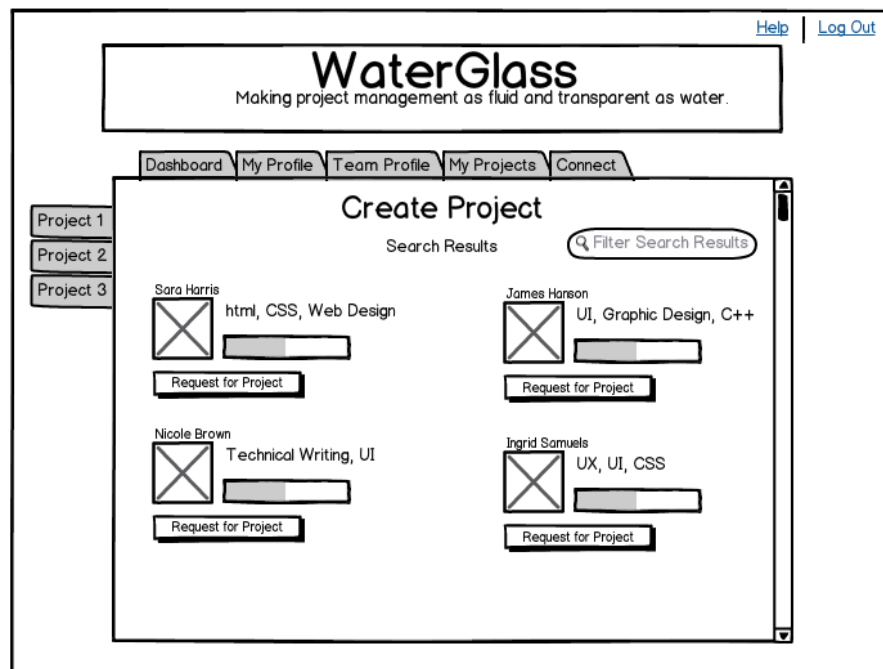 Help
Log Out
WaterGlass
Making project management as fluid and transparent as water.
Dashboard
My Profile
Team Profile
My Projects
Connect
Project 1
Project 2
Project 3
Create Project
Search Results
Filter Search Results
Sara Harris
html, CSS, Web Design
Request for Project
James Hanson
UI, Graphic Design, C++
Request for Project
Nicole Brown
Technical Writing, UI
Request for Project
Ingrid Samuels
UX, UI, CSS
Request for Project